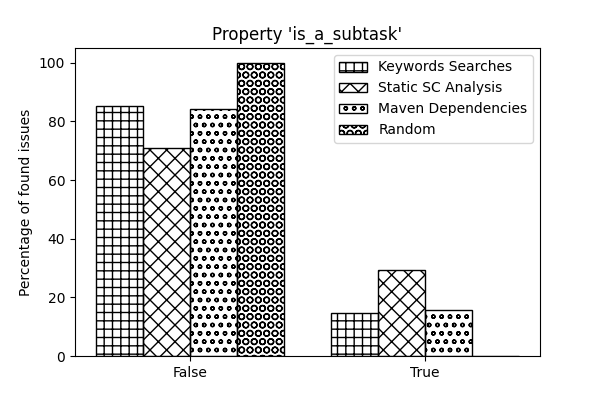 Property 'is_a_subtask'
Percentage of found issues
100
80
60
40
20
0
Keywords Searches
Static SC Analysis
Maven Dependencies
Random
False
True